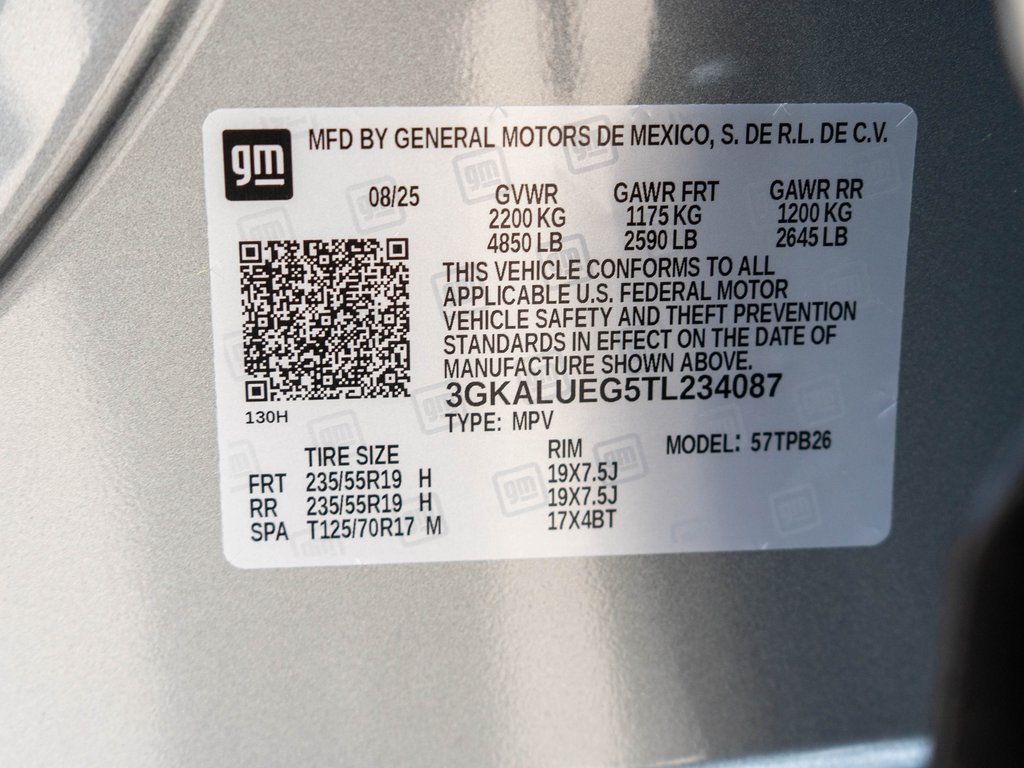 gm MFD BY GENERAL MOTORS DE MEXICO, S. DE R.L. DE C.V.
08/25 GVWR GAWR FRT GAWR RR
2200 KG 1175 KG 1200 KG
4850 LB 2590 LB 2645 LB
THIS VEHICLE CONFORMS TO ALL
APPLICABLE U.S. FEDERAL MOTOR
VEHICLE SAFETY AND THEFT PREVENTION
STANDARDS IN EFFECT ON THE DATE OF
MANUFACTURE SHOWN ABOVE.
3GKALUEG5TL234087
130H
TYPE: MPV
MODEL: 57TPB26
TIRE SIZE RIM
FRT 235/55R19 H 19X7.5J
RR 235/55R19 H 19X7.5J
SPA T125/70R17 M 17X4BT